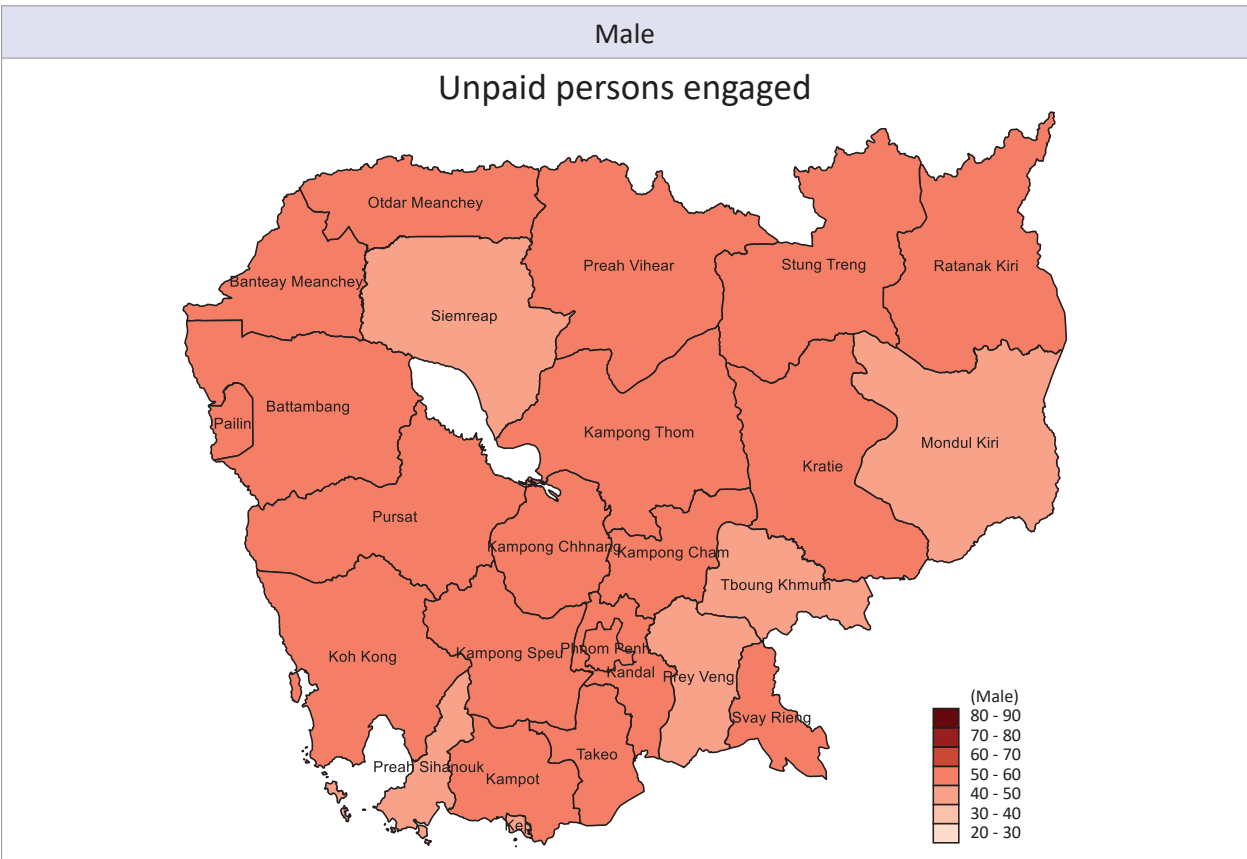 Male
Unpaid persons engaged
Otdar Meanchey
Banteay Meanchey
Siemreap
Preah Vihear
Stung Treng
Ratanak Kiri
Battambang
Pailin
Kampong Thom
Kratie
Mondul Kiri
Pursat
Kampong Chhnang
Kampong Cham
Tboung Khmum
Koh Kong
Kampong Speu
Phnom Penh
Kandal
Prey Veng
Svay Rieng
Preah Sihanouk
Kampot
Takeo
Kep
(Male)
80 - 90
70 - 80
60 - 70
50 - 60
40 - 50
30 - 40
20 - 30